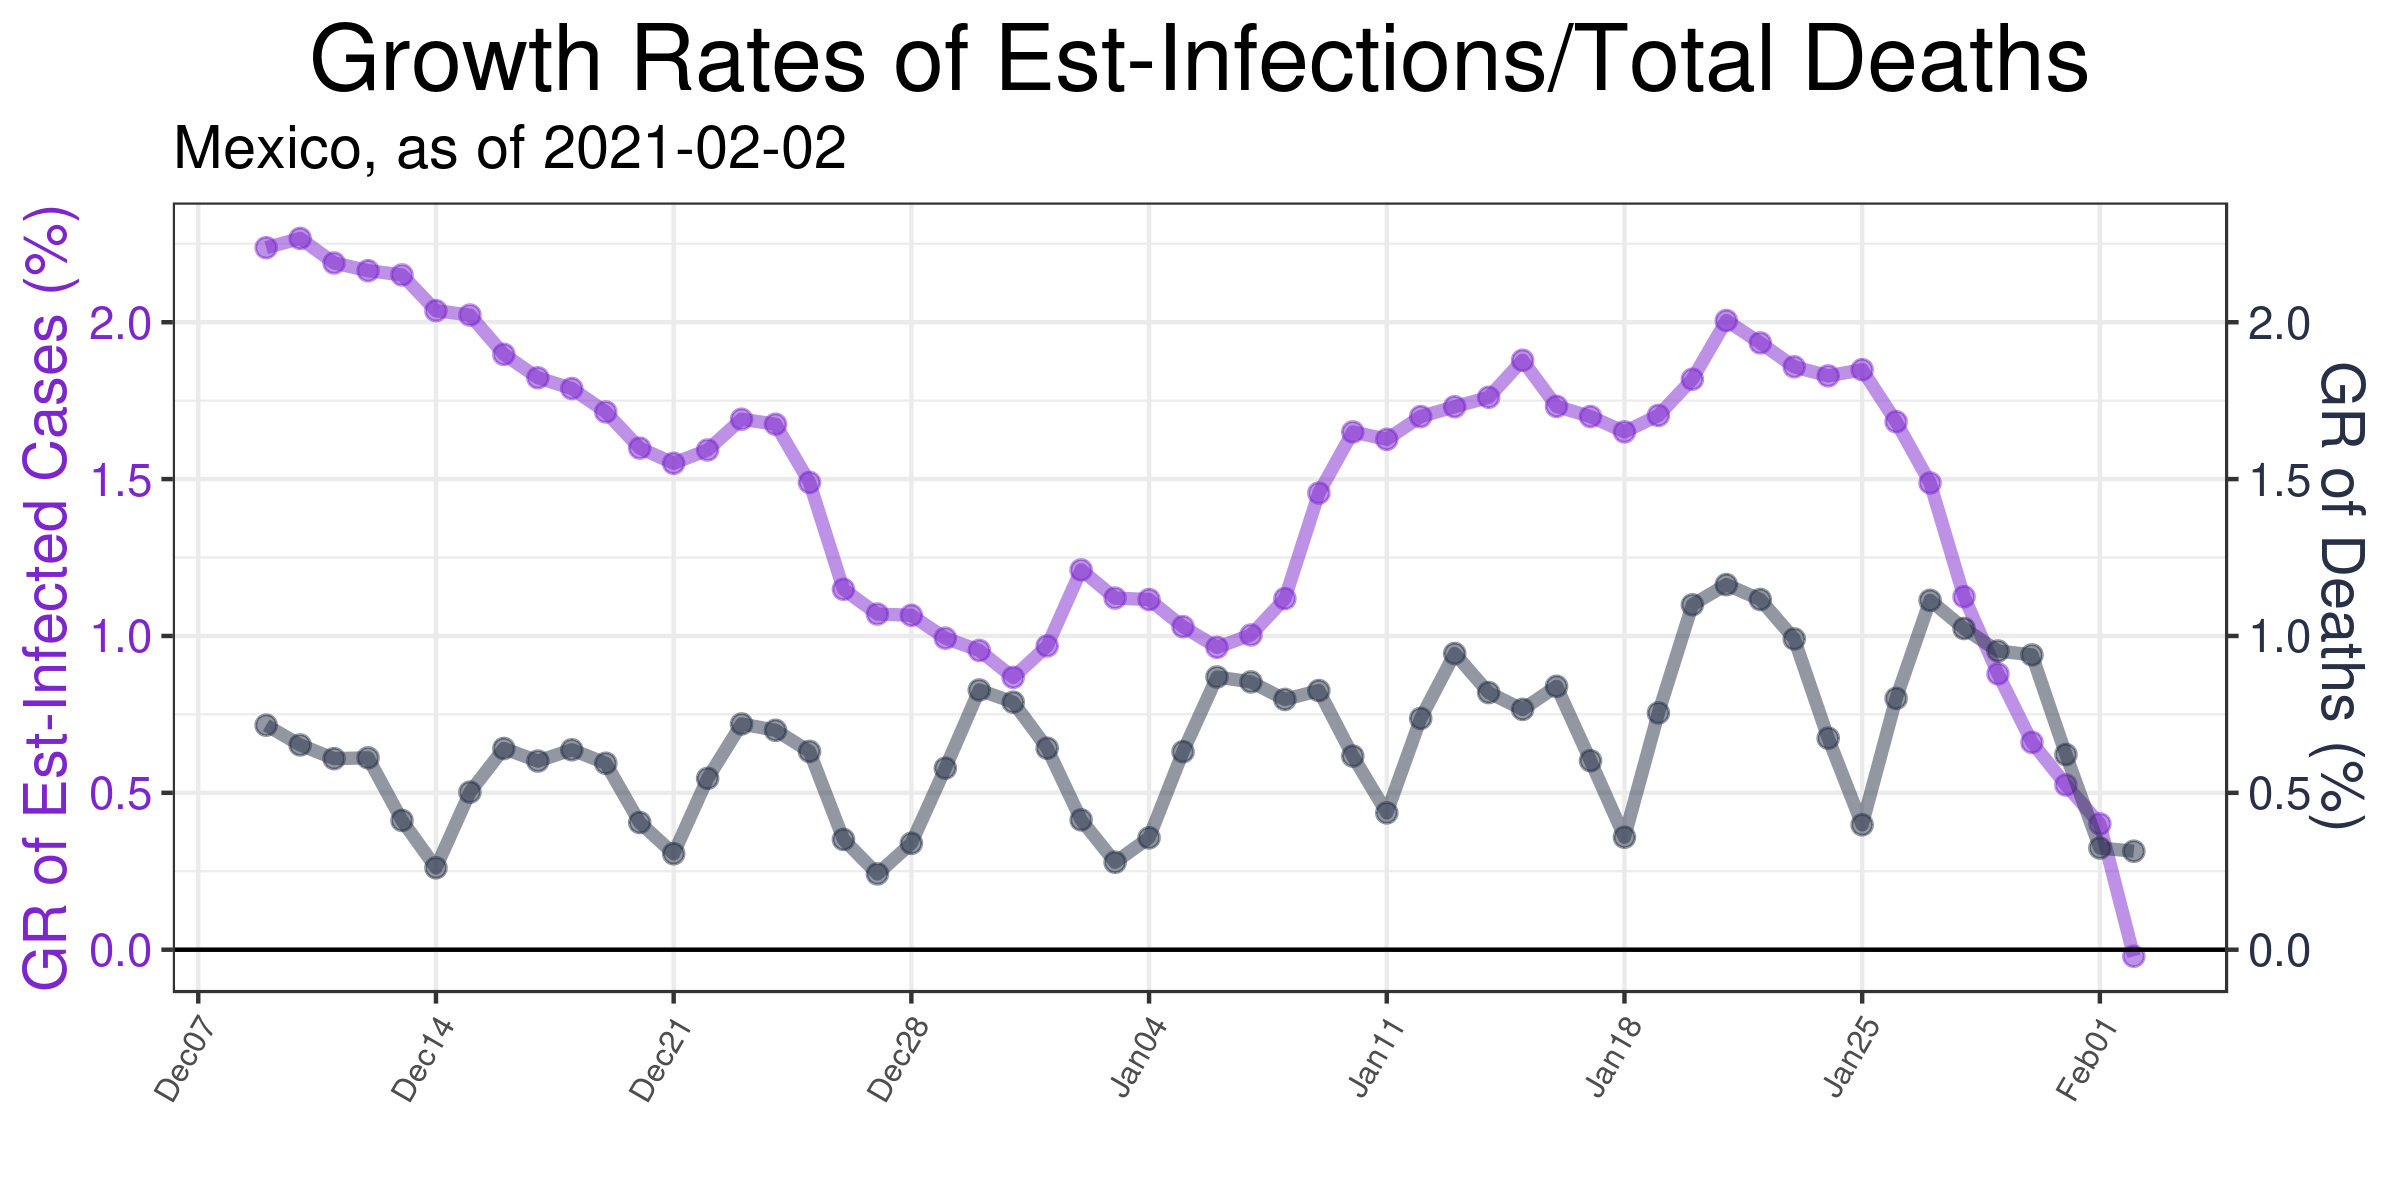 Growth Rates of Est-Infections/Total Deaths
Mexico, as of 2021-02-02
GR of Est-Infected Cases (%)
2.0
1.5
1.0
0.5
0.0
2.0
1.5
1.0
0.5
0.0
GR of Deaths (%)
Dec07
Dec14
Dec21
Dec28
Jan04
Jan11
Jan18
Jan25
Feb01